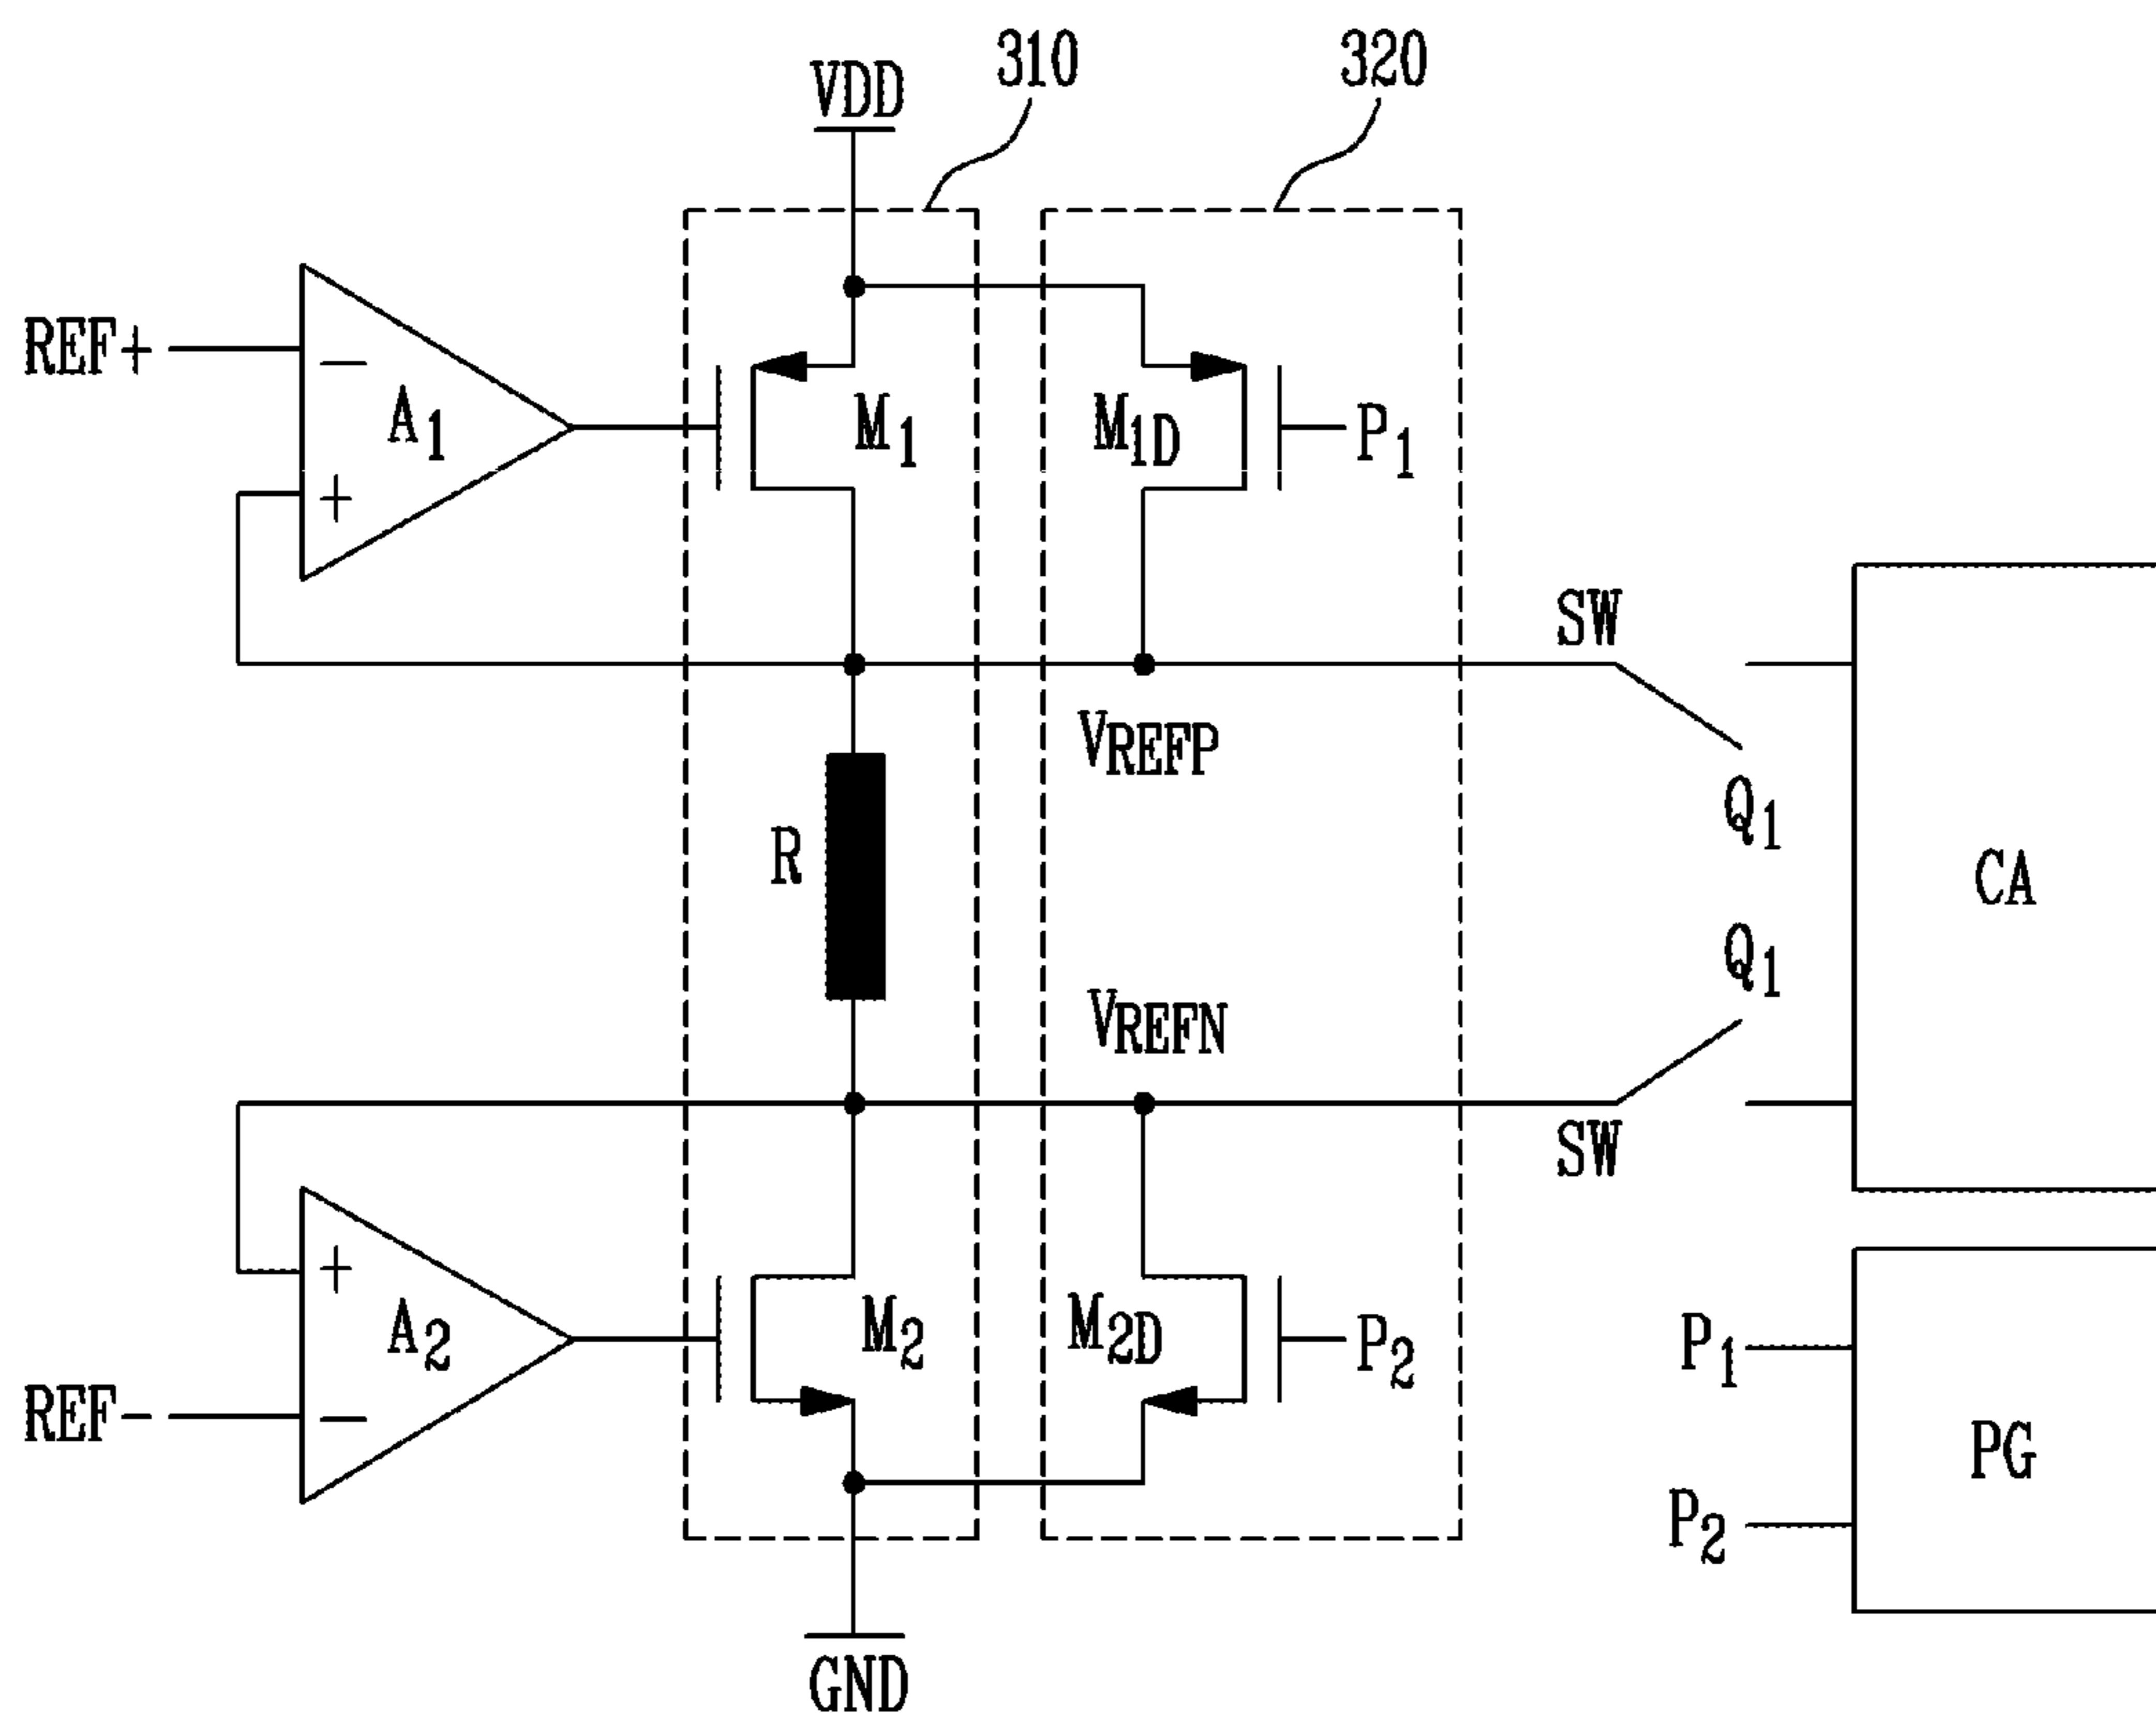 310
320
VDD
REF+
−
A1
+
M1
M1D
P1
SW
VREFP
Q1
R
CA
Q1
VREFN
SW
+
A2
−
REF−
M2
M2D
P2
P1
PG
P2
GND